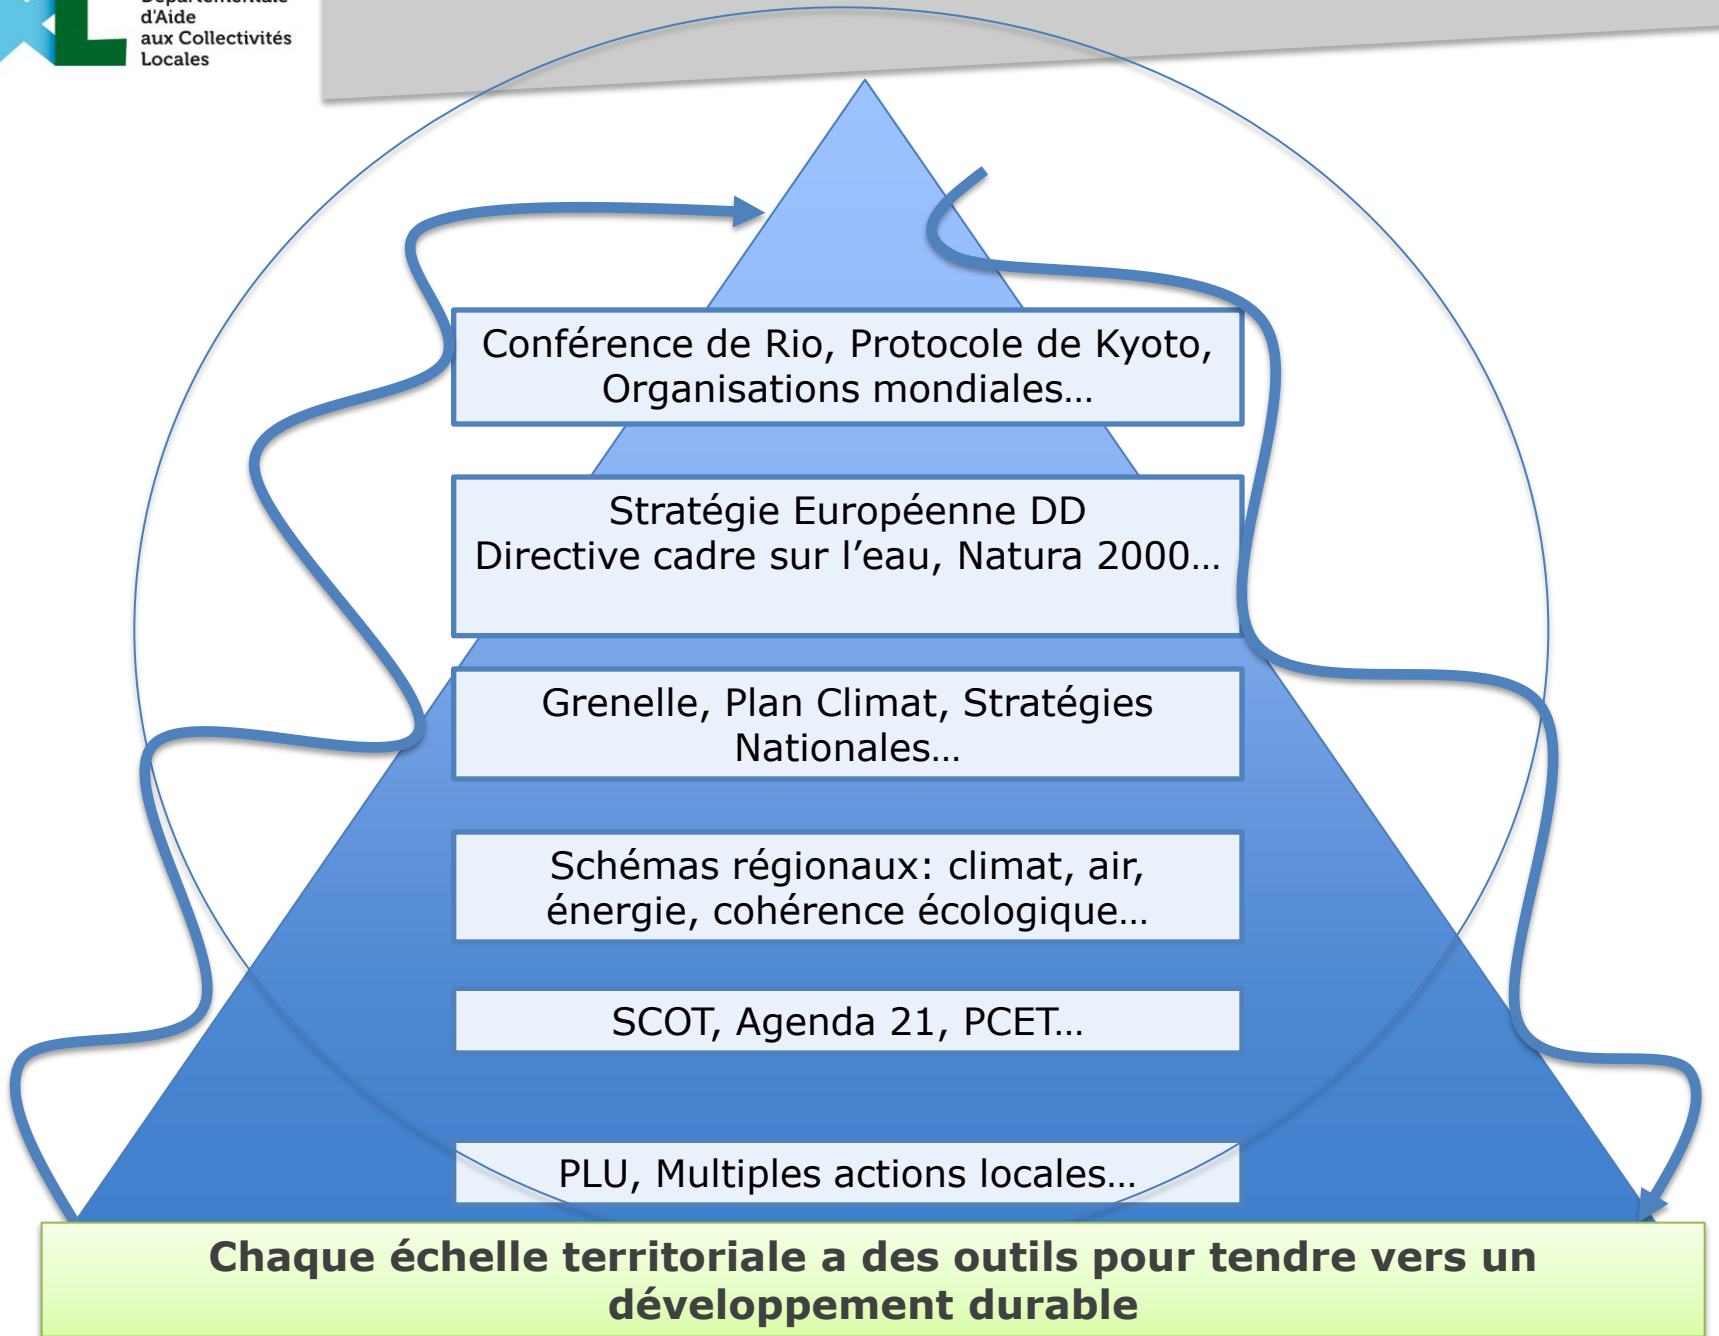 Départementale
d'Aide
aux Collectivités
Locales
Conférence de Rio, Protocole de Kyoto,
Organisations mondiales…
Stratégie Européenne DD
Directive cadre sur l’eau, Natura 2000…
Grenelle, Plan Climat, Stratégies
Nationales…
Schémas régionaux: climat, air,
énergie, cohérence écologique…
SCOT, Agenda 21, PCET…
PLU, Multiples actions locales…
Chaque échelle territoriale a des outils pour tendre vers un
développement durable